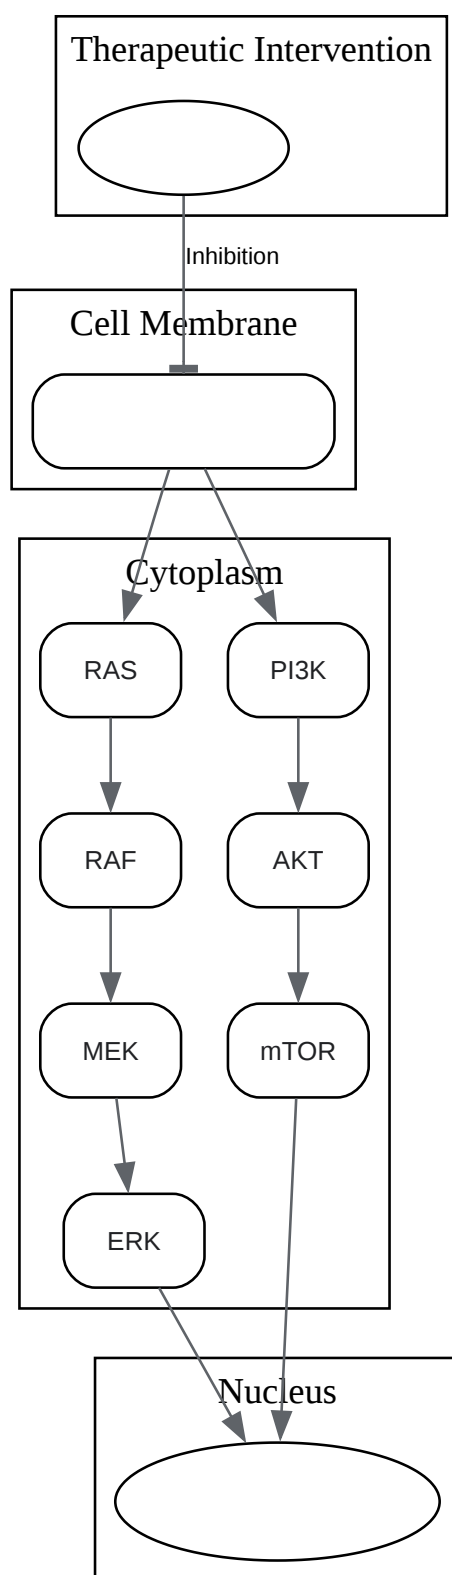 Therapeutic Intervention
Inhibition
Cell Membrane
Cytoplasm
RAS
PI3K
RAF
AKT
MEK
mTOR
ERK
Nucleus